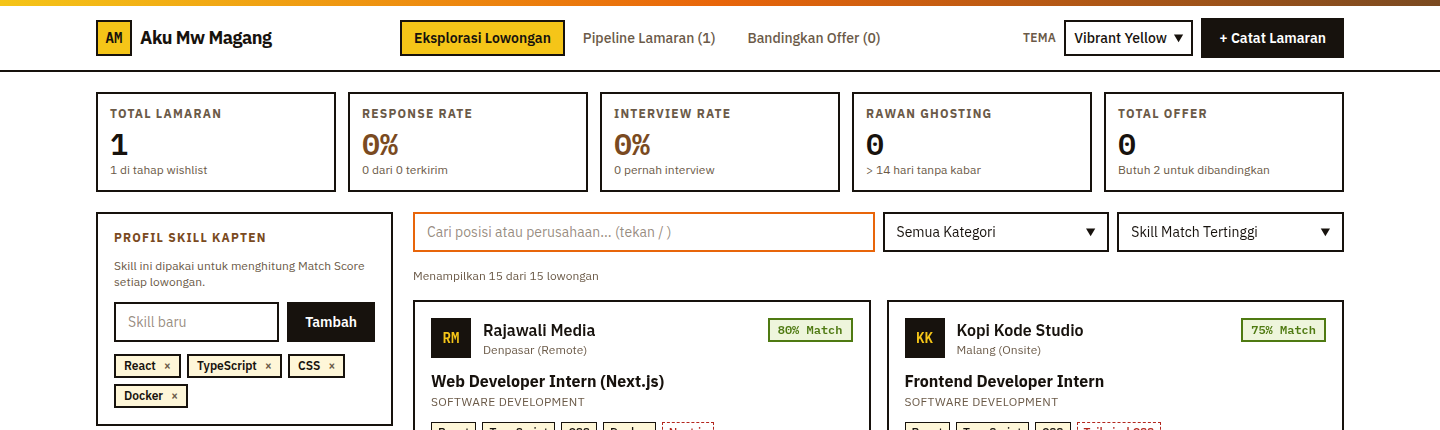 AM Aku Mw Magang Eksplorasi Lowongan Pipeline Lamaran (1) Bandingkan Offer (0) TEMA Vibrant Yellow ▼ + Catat Lamaran
TOTAL LAMARAN
1
1 di tahap wishlist
RESPONSE RATE
0%
0 dari 0 terkirim
INTERVIEW RATE
0%
0 pernah interview
RAWAN GHOSTING
0
> 14 hari tanpa kabar
TOTAL OFFER
0
Butuh 2 untuk dibandingkan
PROFIL SKILL KAPTEN
Skill ini dipakai untuk menghitung Match Score
setiap lowongan.
Skill baru Tambah
React × TypeScript × CSS ×
Docker ×
Cari posisi atau perusahaan... (tekan / ) Semua Kategori ▼ Skill Match Tertinggi ▼
Menampilkan 15 dari 15 lowongan
RM Rajawali Media 80% Match
Denpasar (Remote)
Web Developer Intern (Next.js)
SOFTWARE DEVELOPMENT
KK Kopi Kode Studio 75% Match
Malang (Onsite)
Frontend Developer Intern
SOFTWARE DEVELOPMENT